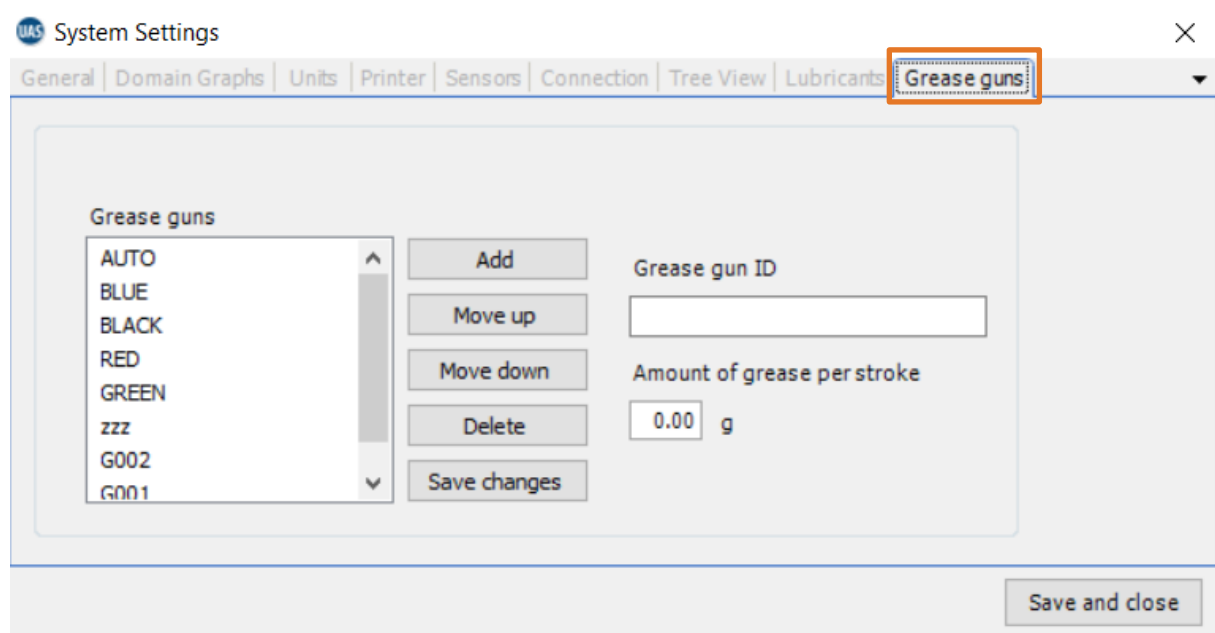 UAS System Settings
General Domain Graphs Units Printer Sensors Connection Tree View Lubricants Grease guns
Grease guns
AUTO
BLUE
BLACK
RED
GREEN
zzz
G002
G001
Add
Move up
Move down
Delete
Save changes
Grease gun ID
Amount of grease per stroke
0.00 g
Save and close